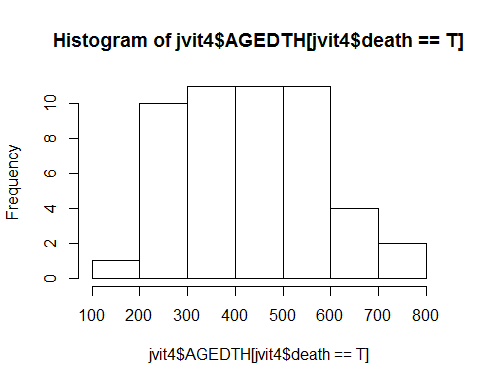 Histogram of jvit4$AGEDTH[jvit4$death == T]
Frequency
10
8
6
4
2
0
100 200 300 400 500 600 700 800
jvit4$AGEDTH[jvit4$death == T]